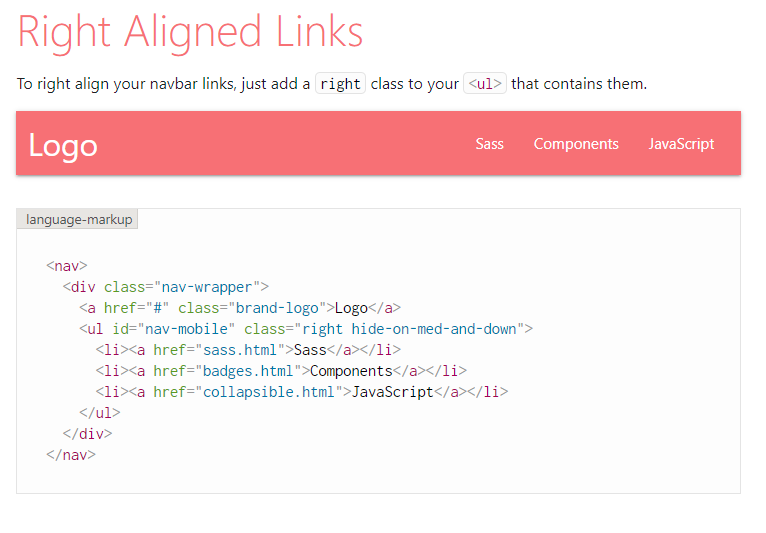 Right Aligned Links
To right align your navbar links, just add a right class to your <ul> that contains them.
Logo Sass Components JavaScript
language-markup
<nav>
  <div class="nav-wrapper">
    <a href="#" class="brand-logo">Logo</a>
    <ul id="nav-mobile" class="right hide-on-med-and-down">
      <li><a href="sass.html">Sass</a></li>
      <li><a href="badges.html">Components</a></li>
      <li><a href="collapsible.html">JavaScript</a></li>
    </ul>
  </div>
</nav>